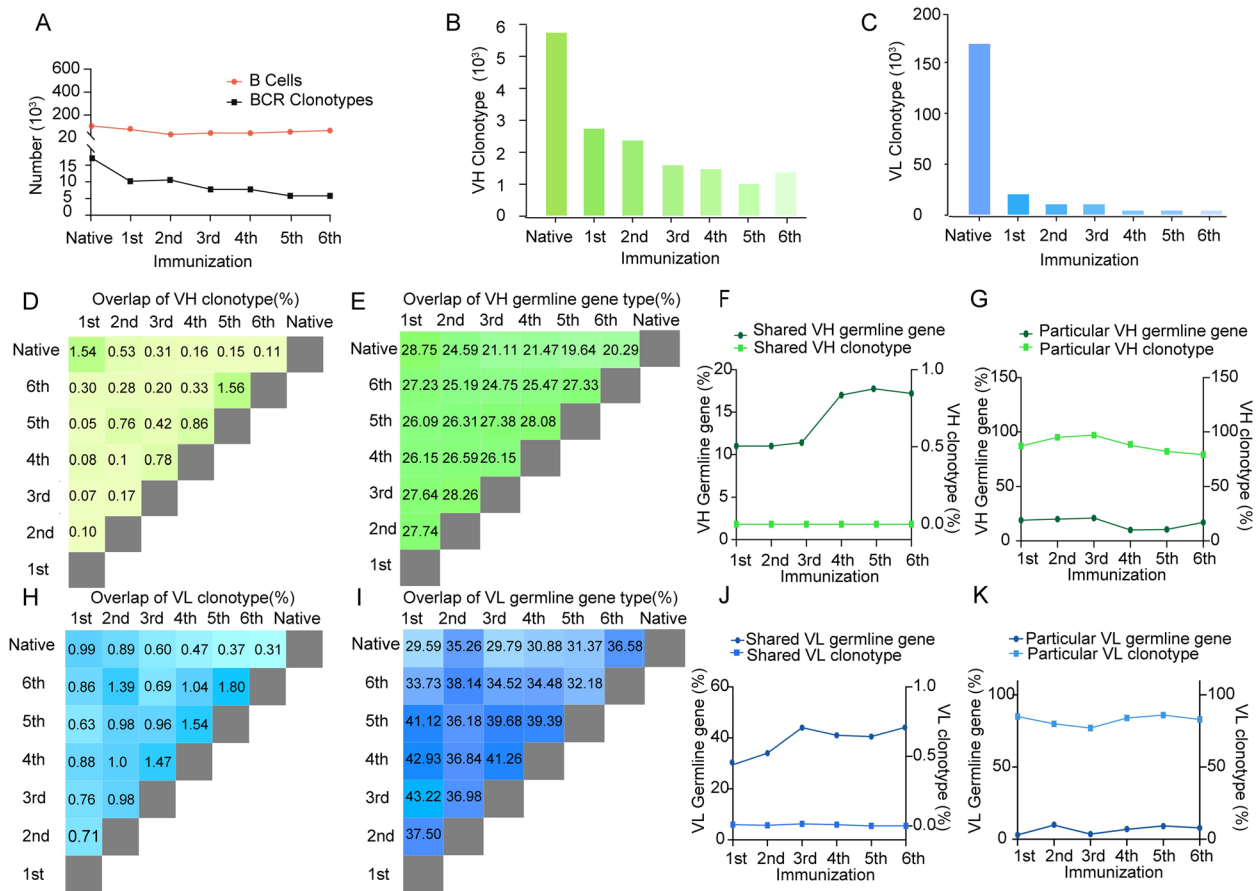 A
600
400
200
20
15
10
5
0
Number (10³)
B Cells
BCR Clonotypes
Native 1st 2nd 3rd 4th 5th 6th
Immunization
B
6
5
4
3
2
1
0
VH Clonotype (10³)
Native 1st 2nd 3rd 4th 5th 6th
Immunization
C
200
150
100
50
0
VL Clonotype (10³)
Native 1st 2nd 3rd 4th 5th 6th
Immunization
D
Overlap of VH clonotype(%)
1st 2nd 3rd 4th 5th 6th Native
Native 1.54 0.53 0.31 0.16 0.15 0.11
6th 0.30 0.28 0.20 0.33 1.56
5th 0.05 0.76 0.42 0.86
4th 0.08 0.1 0.78
3rd 0.07 0.17
2nd 0.10
1st
E
Overlap of VH germline gene type(%)
1st 2nd 3rd 4th 5th 6th Native
Native 28.75 24.59 21.11 21.47 19.64 20.29
6th 27.23 25.19 24.75 25.47 27.33
5th 26.09 26.31 27.38 28.08
4th 26.15 26.59 26.15
3rd 27.64 28.26
2nd 27.74
1st
F
Shared VH germline gene
Shared VH clonotype
20
15
10
5
0
VH Germline gene (%)
1.0
0.5
0.0
VH clonotype (%)
1st 2nd 3rd 4th 5th 6th
Immunization
G
Particular VH germline gene
Particular VH clonotype
150
100
50
0
VH Germline gene (%)
150
100
50
0
VH clonotype (%)
1st 2nd 3rd 4th 5th 6th
Immunization
H
Overlap of VL clonotype(%)
1st 2nd 3rd 4th 5th 6th Native
Native 0.99 0.89 0.60 0.47 0.37 0.31
6th 0.86 1.39 0.69 1.04 1.80
5th 0.63 0.98 0.96 1.54
4th 0.88 1.0 1.47
3rd 0.76 0.98
2nd 0.71
1st
I
Overlap of VL germline gene type(%)
1st 2nd 3rd 4th 5th 6th Native
Native 29.59 35.26 29.79 30.88 31.37 36.58
6th 33.73 38.14 34.52 34.48 32.18
5th 41.12 36.18 39.68 39.39
4th 42.93 36.84 41.26
3rd 43.22 36.98
2nd 37.50
1st
J
Shared VL germline gene
Shared VL clonotype
60
40
20
0
VL Germline gene (%)
1.0
0.5
0.0
VL clonotype (%)
1st 2nd 3rd 4th 5th 6th
Immunization
K
Particular VL germline gene
Particular VL clonotype
100
50
0
VL Germline gene (%)
100
50
0
VL clonotype (%)
1st 2nd 3rd 4th 5th 6th
Immunization